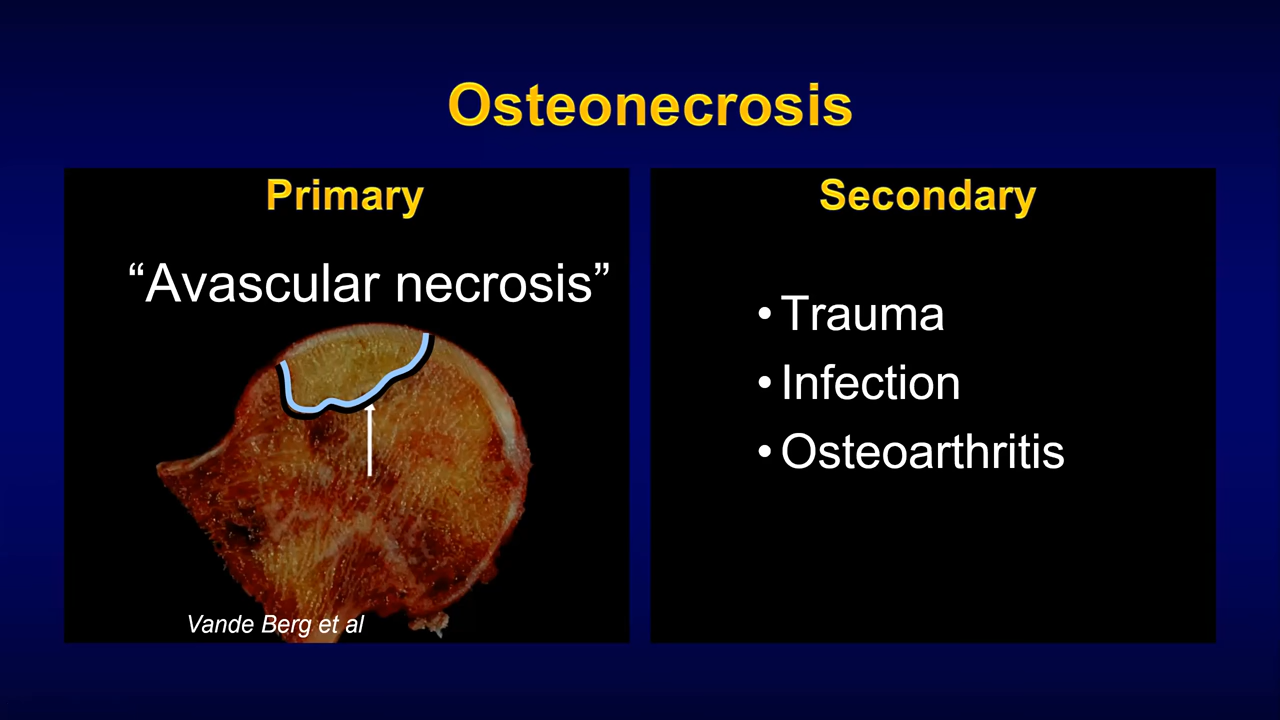 Osteonecrosis
Primary
“Avascular necrosis”
Vande Berg et al
Secondary
• Trauma
• Infection
• Osteoarthritis